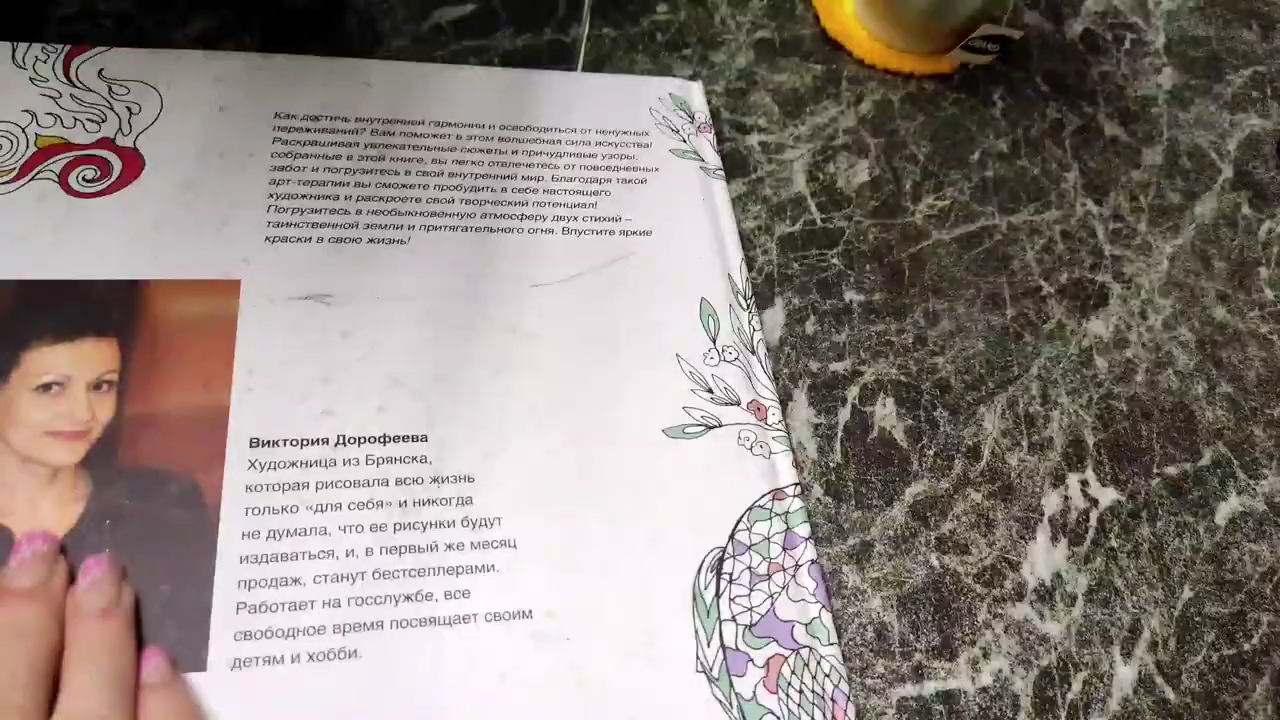 Как достичь внутренней гармонии и освободиться от ненужных
переживаний? Вам поможет в этом волшебная сила искусства!
Раскрашивая увлекательные сюжеты и причудливые узоры,
собранные в этой книге, вы легко отвлечетесь от повседневных
забот и погрузитесь в свой внутренний мир. Благодаря такой
арт-терапии вы сможете пробудить в себе настоящего
художника и раскроете свой творческий потенциал!
Погрузитесь в необыкновенную атмосферу двух стихий –
таинственной земли и притягательного огня. Впустите яркие
краски в свою жизнь!
Виктория Дорофеева
Художница из Брянска,
которая рисовала всю жизнь
только «для себя» и никогда
не думала, что ее рисунки будут
издаваться, и, в первый же месяц
продаж, станут бестселлерами.
Работает на госслужбе, все
свободное время посвящает своим
детям и хобби.